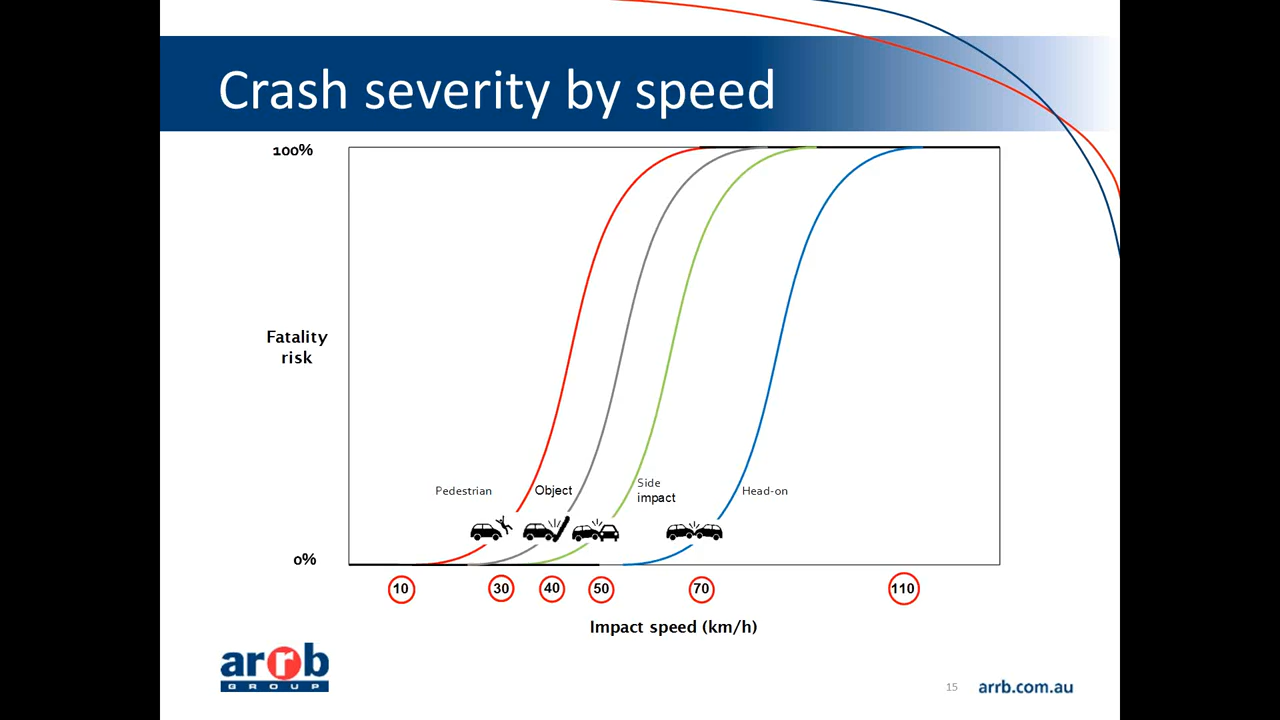 Crash severity by speed
100%
Fatality
risk
Pedestrian
Object
Side
impact
Head-on
0%
10 30 40 50 70 110
Impact speed (km/h)
arrb
GROUP
15
arrb.com.au